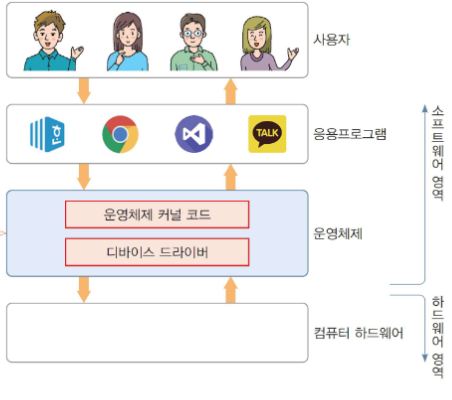 사용자
한
TALK
응용프로그램
운영체제 커널 코드
디바이스 드라이버
운영체제
컴퓨터 하드웨어
소프트웨어 영역
하드웨어 영역